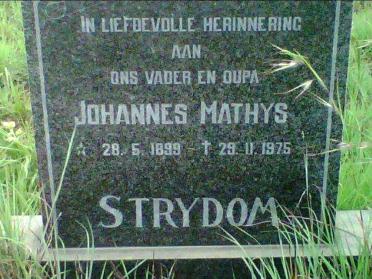 IN LIEFDEVOLLE HERINNERING
AAN
ONS VADER EN OUPA
JOHANNES MATHYS
* 28. 5. 1899 - † 29. 11. 1975
STRYDOM